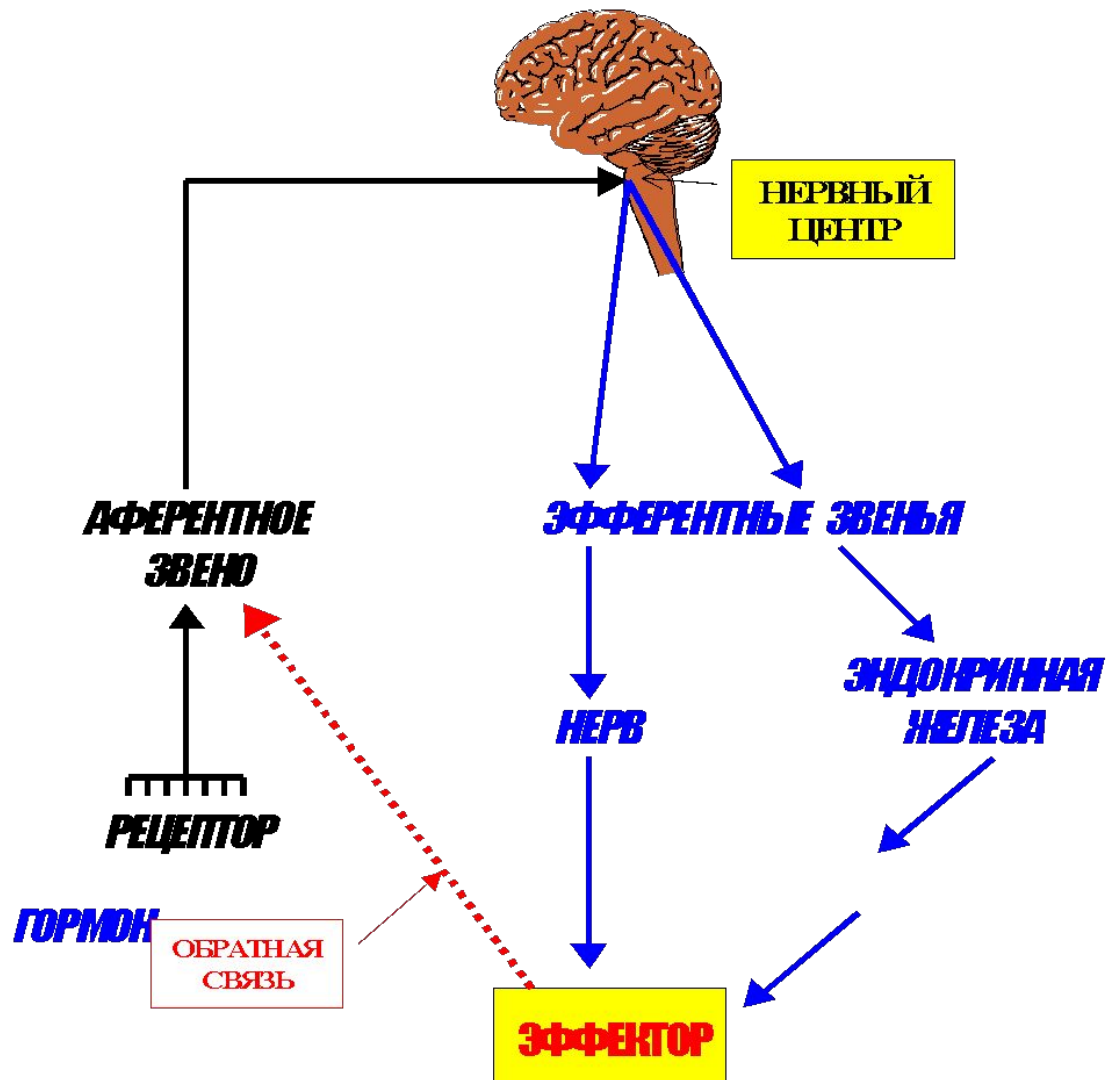 НЕРВНЫЙ
ЦЕНТР
АФЕРЕНТНОЕ
ЗВЕНО
ЭФФЕРЕНТНЫЕ ЗВЕНЬЯ
ЭНДОКРИННАЯ
ЖЕЛЕЗА
НЕРВ
РЕЦЕПТОР
ГОРМОН
ОБРАТНАЯ
СВЯЗЬ
ЭФФЕКТОР